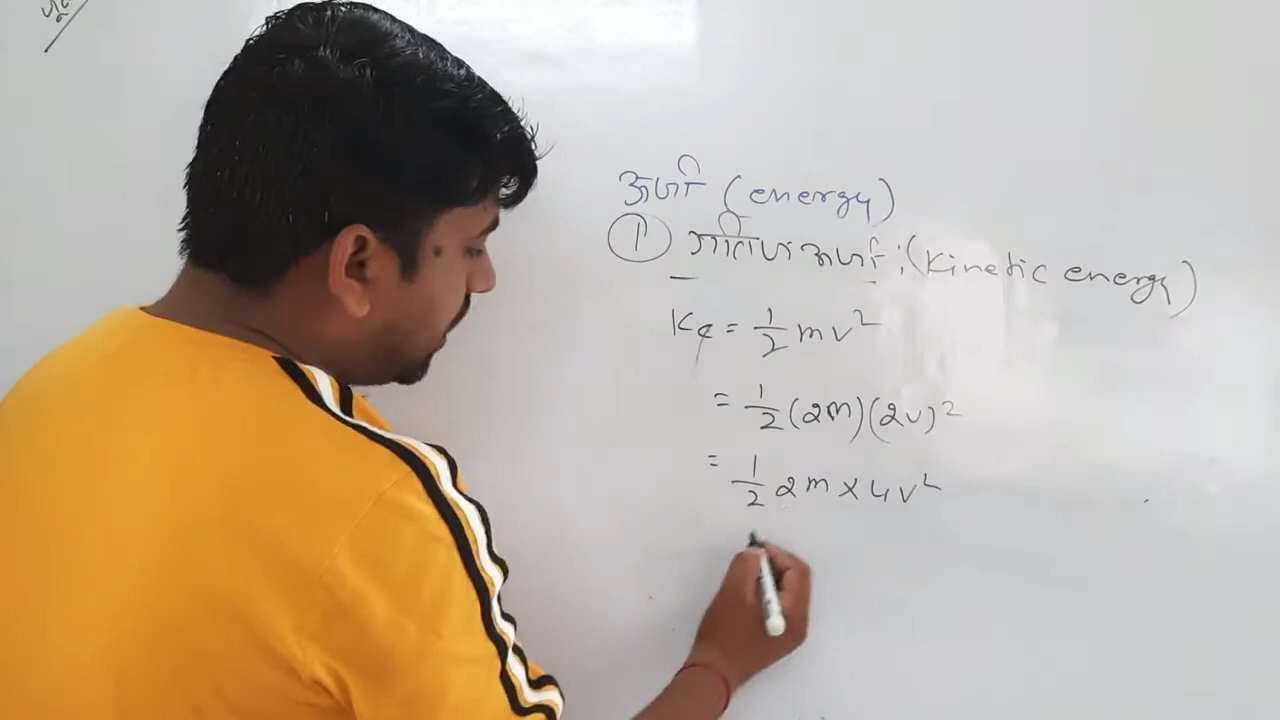 ऊर्जा (energy)
① गतिज ऊर्जा :(Kinetic energy)
Ke = 1/2 mv²
= 1/2 (2m)(2v)²
= 1/2 2m × 4v²